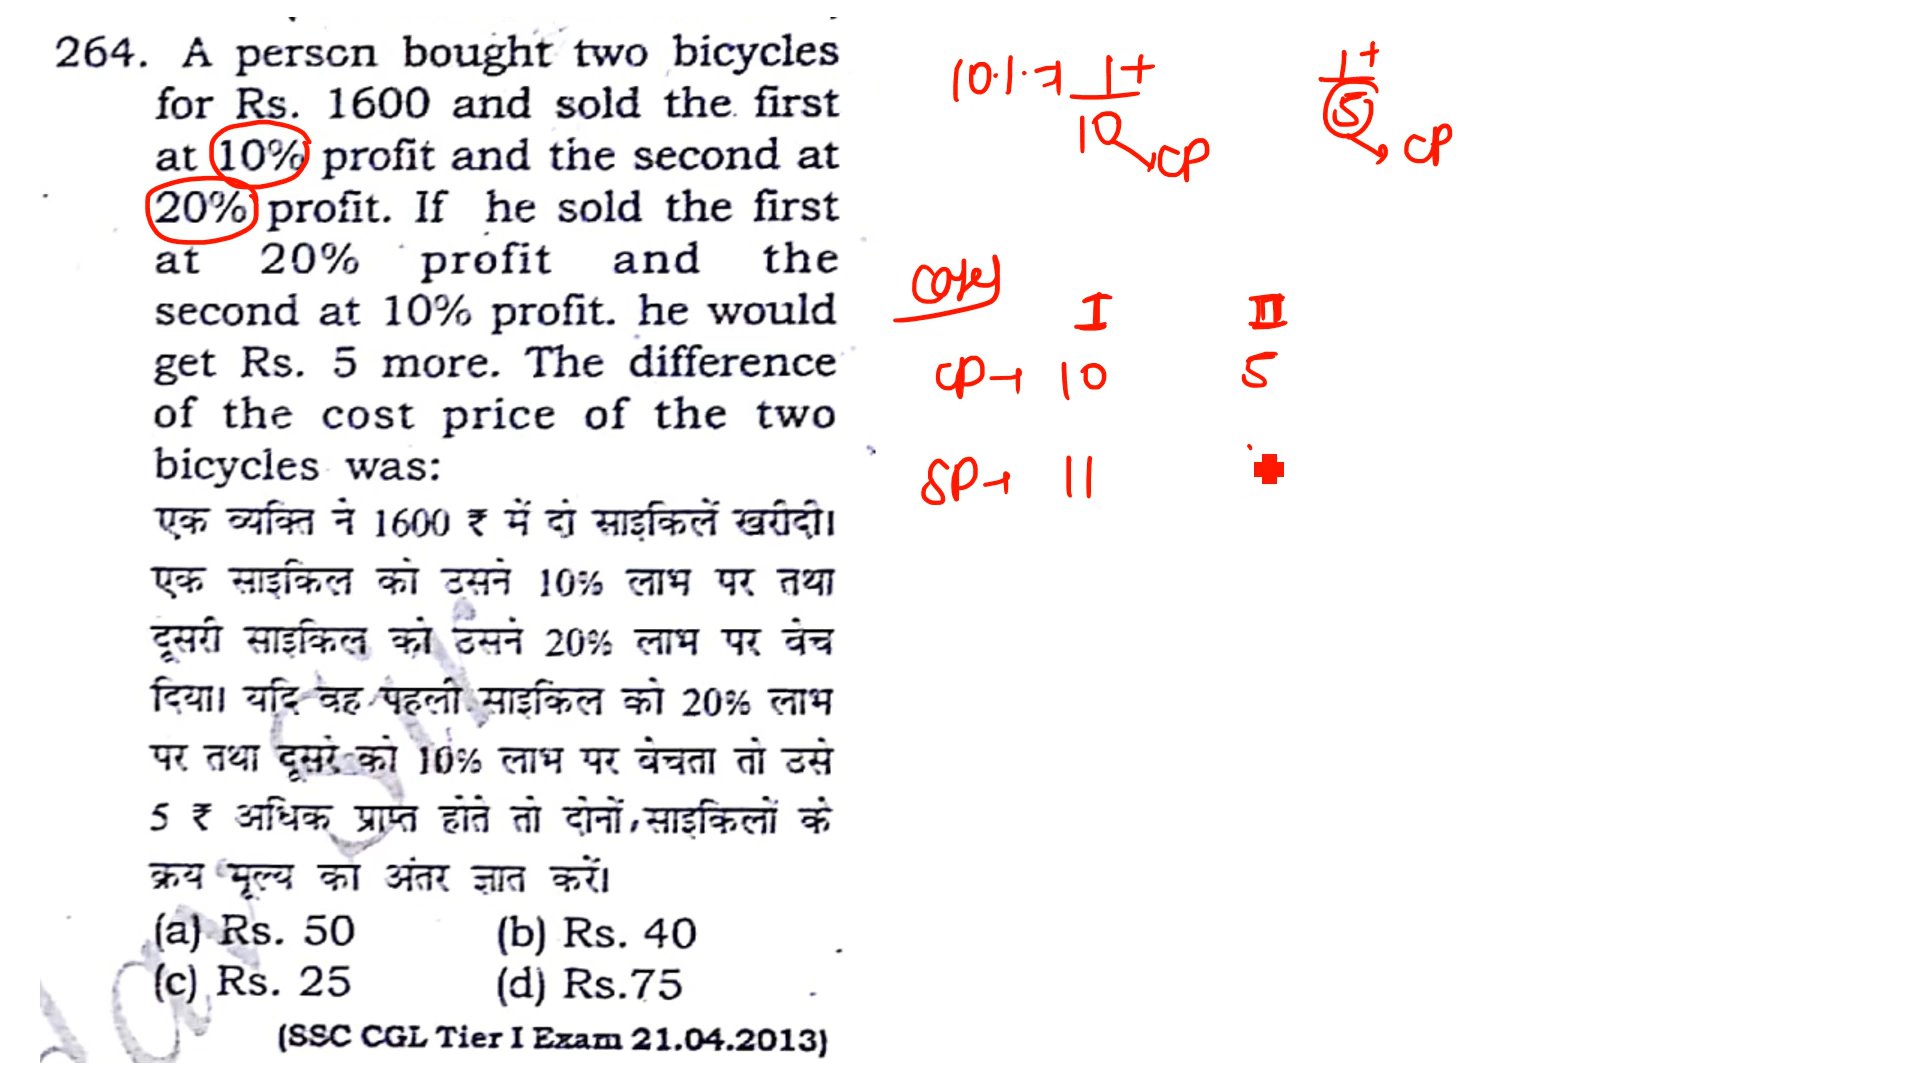 264. A person bought two bicycles
for Rs. 1600 and sold the first
at 10% profit and the second at
20% profit. If he sold the first
at 20% profit and the
second at 10% profit. he would
get Rs. 5 more. The difference
of the cost price of the two
bicycles was:
एक व्यक्ति ने 1600 ₹ में दो साइकिलें खरीदी।
एक साइकिल को उसने 10% लाभ पर तथा
दूसरी साइकिल को उसने 20% लाभ पर बेच
दिया। यदि वह पहली साइकिल को 20% लाभ
पर तथा दूसरे को 10% लाभ पर बेचता तो उसे
5 ₹ अधिक प्राप्त होते तो दोनों साइकिलों के
क्रय मूल्य का अंतर ज्ञात करें।
(a) Rs. 50 (b) Rs. 40
(c) Rs. 25 (d) Rs.75
(SSC CGL Tier I Exam 21.04.2013)
10% → 1+
10 → CP
1+
5 → CP
I II
CP → 10 5
SP → 11